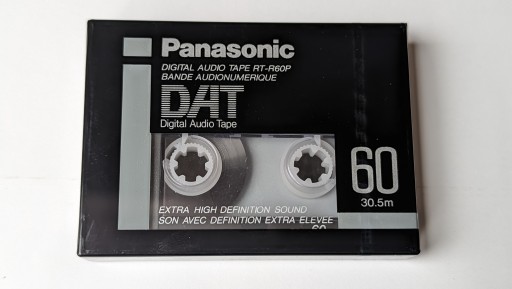 Panasonic
DIGITAL AUDIO TAPE RT-R60P
BANDE AUDIONUMERIQUE
DAT
Digital Audio Tape
60
30.5m
EXTRA HIGH DEFINITION SOUND
SON AVEC DEFINITION EXTRA ELEVEE
60